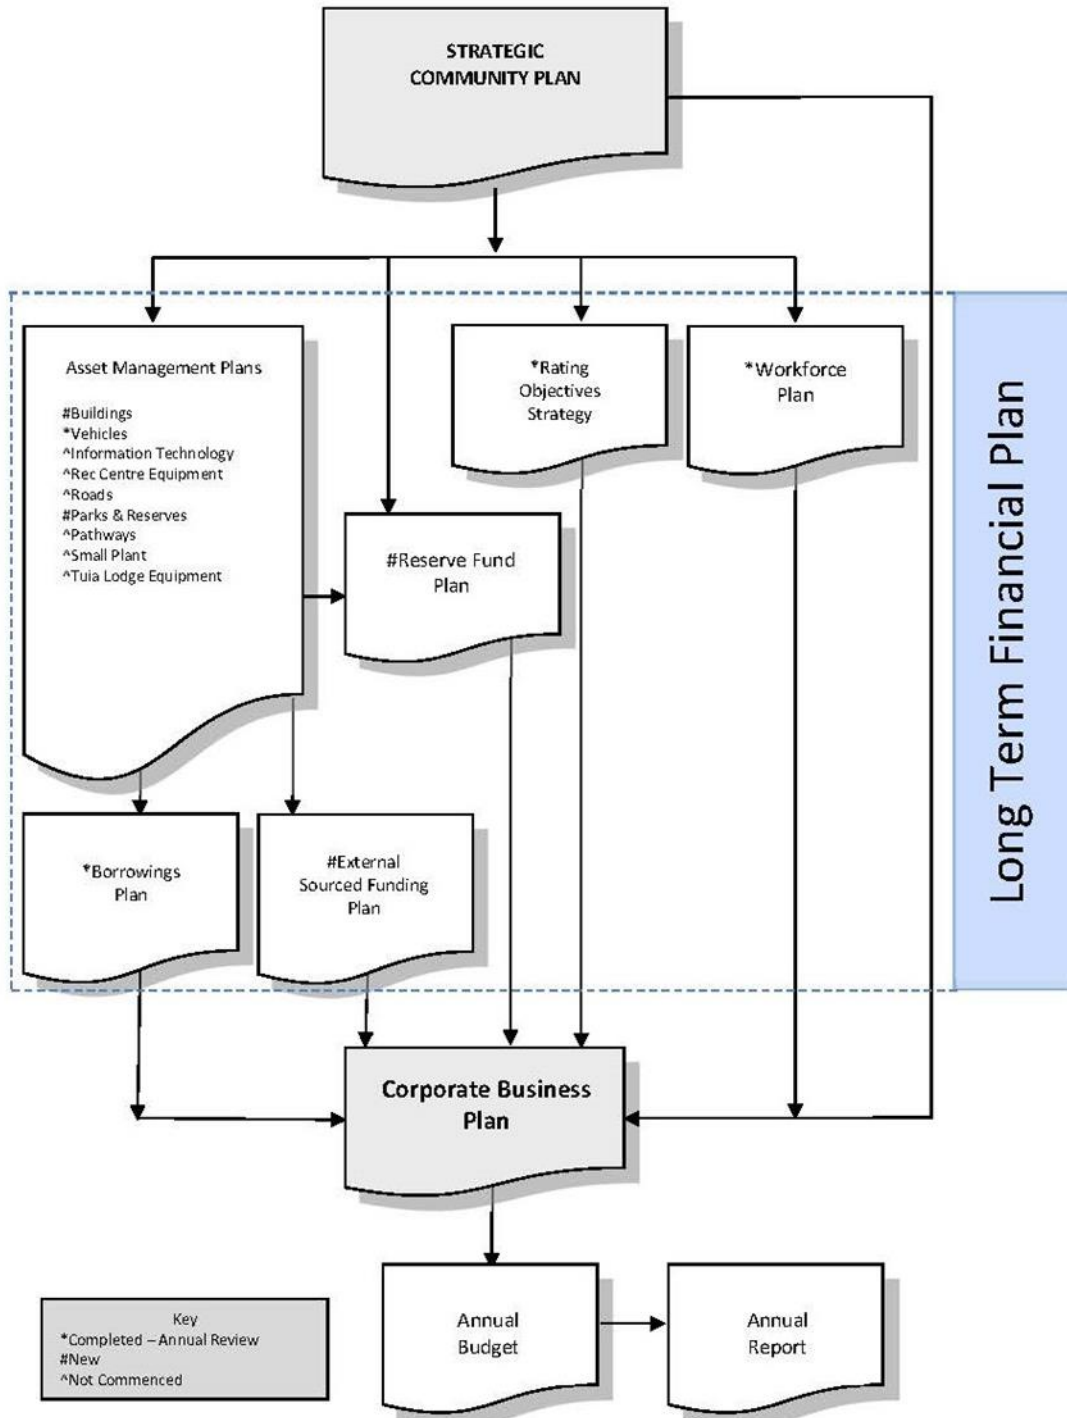 STRATEGIC
COMMUNITY PLAN
Asset Management Plans
#Buildings
*Vehicles
^Information Technology
^Rec Centre Equipment
^Roads
#Parks & Reserves
^Pathways
^Small Plant
^Tuia Lodge Equipment
*Rating
Objectives
Strategy
*Workforce
Plan
#Reserve Fund
Plan
Long Term Financial Plan
*Borrowings
Plan
#External
Sourced Funding
Plan
Corporate Business
Plan
Annual
Budget
Annual
Report
Key
*Completed – Annual Review
#New
^Not Commenced